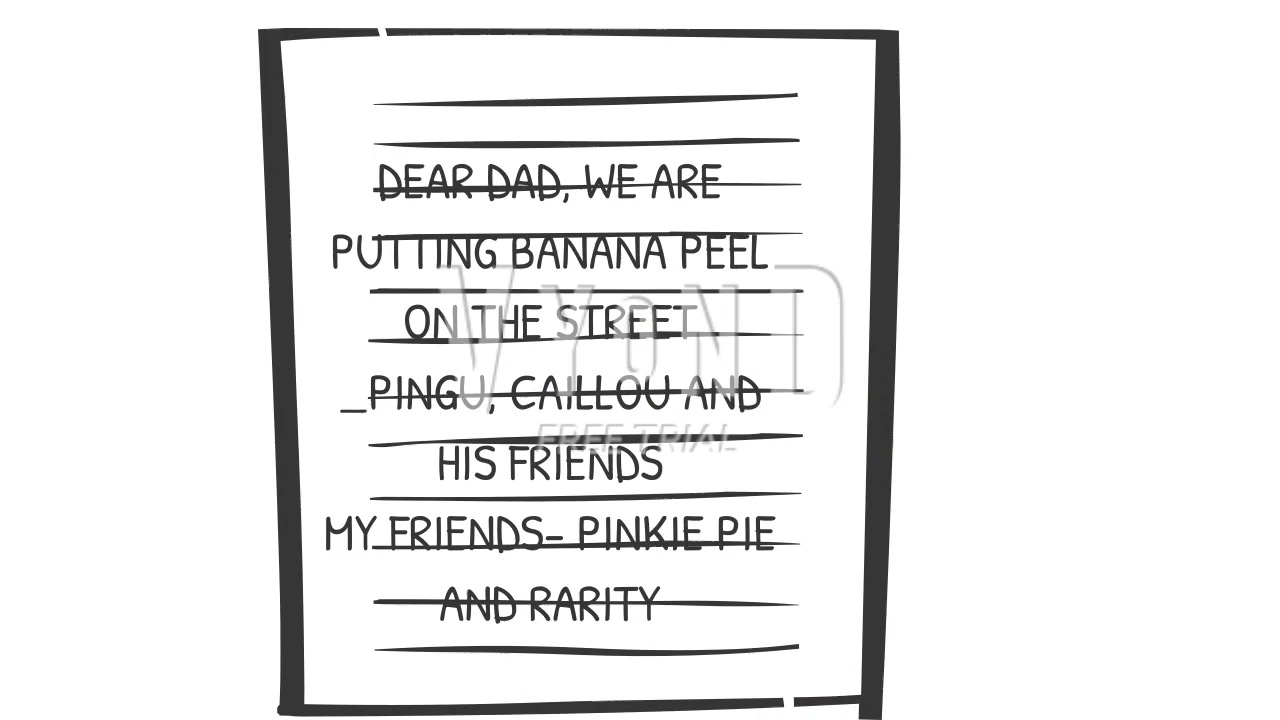 DEAR DAD, WE ARE
PUTTING BANANA PEEL
ON THE STREET
_PINGU, CAILLOU AND
HIS FRIENDS
MY FRIENDS- PINKIE PIE
AND RARITY
VYOND
FREE TRIAL